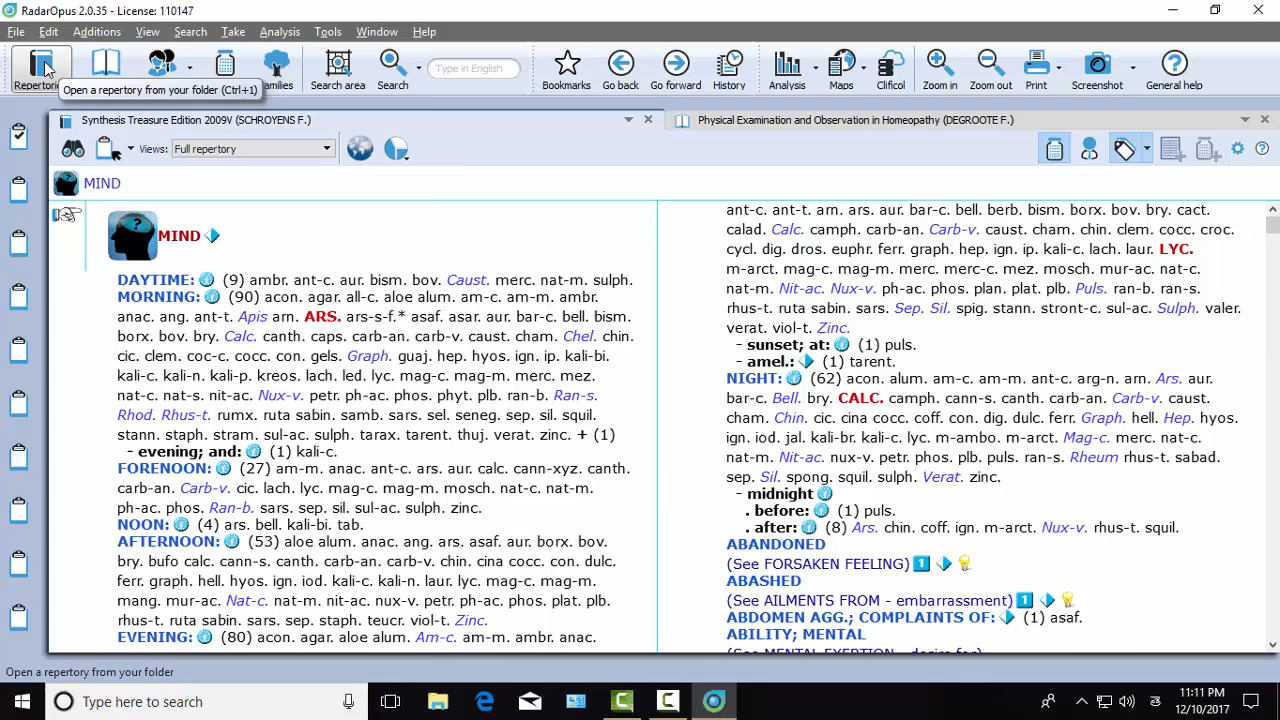 RadarOpus 2.0.35 - License: 110147
File Edit Additions View Search Take Analysis Tools Window Help
Type in English
Search area Search Bookmarks Go back Go forward History Analysis Maps Clificol Zoom in Zoom out Print Screenshot General help
Open a repertory from your folder (Ctrl+1)
Synthesis Treasure Edition 2009V (SCHROYENS F.)
Physical Examination and Observation in Homeopathy (DEGROOTE F.)
Views: Full repertory
MIND
MIND
DAYTIME: (9) ambr. ant-c. aur. bism. bov. Caust. merc. nat-m. sulph.
MORNING: (90) acon. agar. all-c. aloe alum. am-c. am-m. ambr.
anac. ang. ant-t. Apis arn. ARS. ars-s-f.* asaf. asar. aur. bar-c. bell. bism.
borx. bov. bry. Calc. canth. caps. carb-an. carb-v. caust. cham. Chel. chin.
cic. clem. coc-c. cocc. con. gels. Graph. guaj. hep. hyos. ign. ip. kali-bi.
kali-c. kali-n. kali-p. kreos. lach. led. lyc. mag-c. mag-m. merc. mez.
nat-c. nat-s. nit-ac. Nux-v. petr. ph-ac. phos. phyt. plb. ran-b. Ran-s.
Rhod. Rhus-t. rumx. ruta sabin. samb. sars. sel. seneg. sep. sil. squil.
stann. staph. stram. sul-ac. sulph. tarax. tarent. thuj. verat. zinc. + (1)
- evening; and: (1) kali-c.
FORENOON: (27) am-m. anac. ant-c. ars. aur. calc. cann-xyz. canth.
carb-an. Carb-v. cic. lach. lyc. mag-c. mag-m. mosch. nat-c. nat-m.
ph-ac. phos. Ran-b. sars. sep. sil. sul-ac. sulph. zinc.
NOON: (4) ars. bell. kali-bi. tab.
AFTERNOON: (53) aloe alum. anac. ang. ars. asaf. aur. borx. bov.
bry. bufo calc. cann-s. canth. carb-an. carb-v. chin. cina cocc. con. dulc.
ferr. graph. hell. hyos. ign. iod. kali-c. kali-n. laur. lyc. mag-c. mag-m.
mang. mur-ac. Nat-c. nat-m. nit-ac. nux-v. petr. ph-ac. phos. plat. plb.
rhus-t. ruta sabin. sars. sep. staph. teucr. viol-t. Zinc.
EVENING: (80) acon. agar. aloe alum. Am-c. am-m. ambr. anac.
ant-c. ant-t. arn. ars. aur. bar-c. bell. berb. bism. borx. bov. bry. cact.
calad. Calc. camph. carb-an. Carb-v. caust. cham. chin. clem. cocc. croc.
cycl. dig. dros. euphr. ferr. graph. hep. ign. ip. kali-c. lach. laur. LYC.
m-arct. mag-c. mag-m. merc. merc-c. mez. mosch. mur-ac. nat-c.
nat-m. Nit-ac. Nux-v. ph-ac. phos. plan. plat. plb. Puls. ran-b. ran-s.
rhus-t. ruta sabin. sars. Sep. Sil. spig. stann. stront-c. sul-ac. Sulph. valer.
verat. viol-t. Zinc.
- sunset; at: (1) puls.
- amel.: (1) tarent.
NIGHT: (62) acon. alum. am-c. am-m. ant-c. arg-n. arn. Ars. aur.
bar-c. Bell. bry. CALC. camph. cann-s. canth. carb-an. Carb-v. caust.
cham. Chin. cic. cina cocc. coff. con. dig. dulc. ferr. Graph. hell. Hep. hyos.
ign. iod. jal. kali-br. kali-c. lyc. m-ambo. m-arct. Mag-c. merc. nat-c.
nat-m. Nit-ac. nux-v. petr. ph-ac. phos. plb. puls. ran-s. Rheum rhus-t. sabad.
sep. Sil. spong. squil. sulph. Verat. zinc.
- midnight
. before: (1) puls.
. after: (8) Ars. chin. coff. ign. m-arct. Nux-v. rhus-t. squil.
ABANDONED
(See FORSAKEN FEELING) 1
ABASHED
(See AILMENTS FROM - embarrassment) 1
ABDOMEN AGG.; COMPLAINTS OF: (1) asaf.
ABILITY; MENTAL
(See MENTAL EXERTION - desire for)
Open a repertory from your folder
Type here to search
11:11 PM
12/10/2017